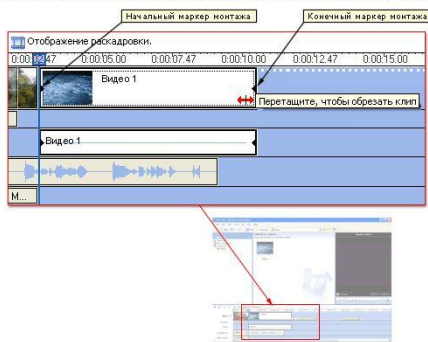 Начальный маркер монтажа
Конечный маркер монтажа
Отображение раскадровки.
0:00:02.47 0:00:05.00 0:00:07.47 0:00:10.00 0:00:12.47 0:00:15.00
Видео 1
Перетащите, чтобы обрезать клип
Видео 1
М...